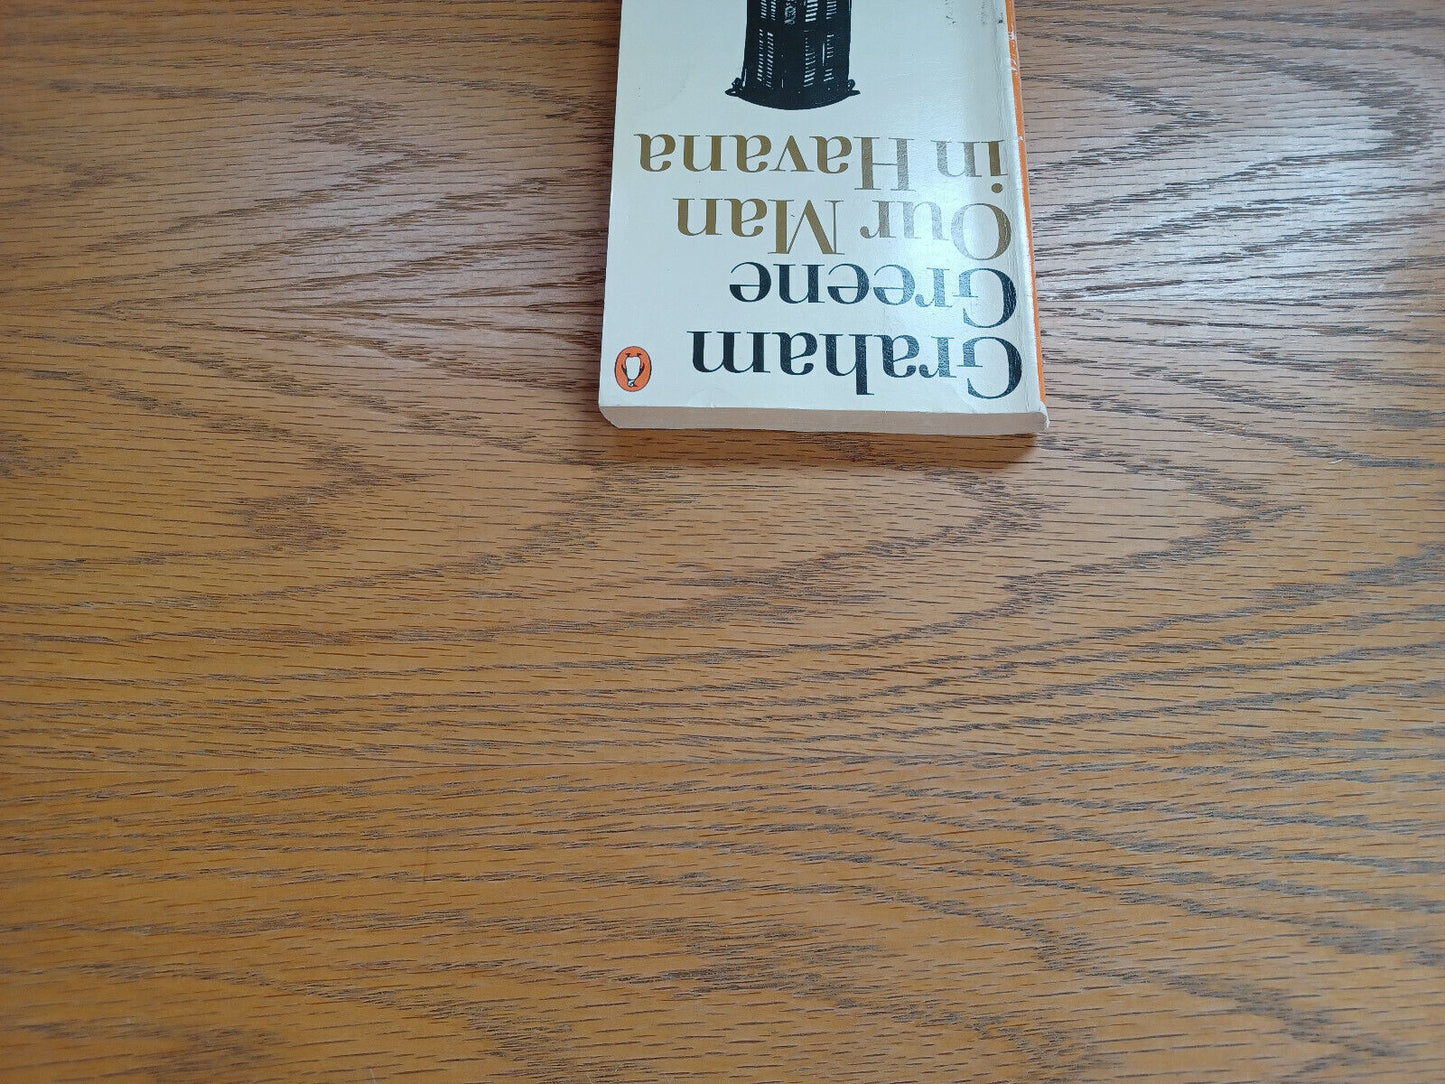 Graham
Greene
Our Man
in Havana